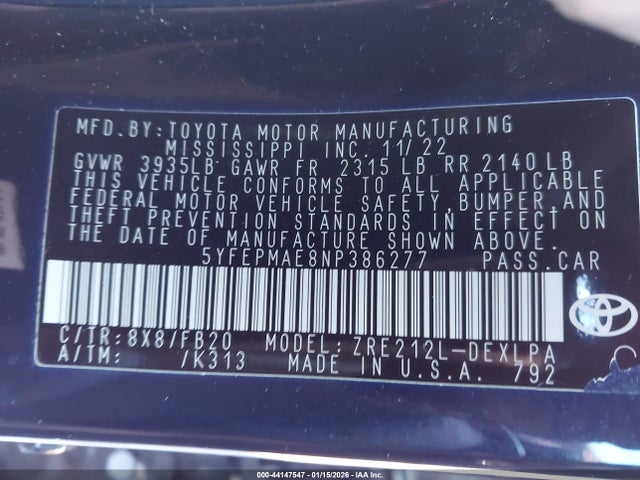 MFD.BY:TOYOTA MOTOR MANUFACTURING
MISSISSIPPI INC. 11/22
GVWR 3935LB GAWR FR 2315 LB RR 2140 LB
THIS VEHICLE CONFORMS TO ALL APPLICABLE
FEDERAL MOTOR VEHICLE SAFETY, BUMPER, AND
THEFT PREVENTION STANDARDS IN EFFECT ON
THE DATE OF MANUFACTURE SHOWN ABOVE.
5YFEPMAE8NP386277 PASS.CAR
C/TR:8X8/FB20 MODEL:ZRE212L-DEXLPA
A/TM: /K313 MADE IN U.S.A. 792
000-44147547 - 01/15/2026 - IAA Inc.